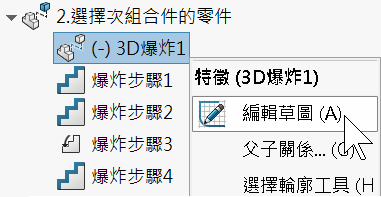 2.選擇次組合件的零件
(-) 3D爆炸1
爆炸步驟1
爆炸步驟2
爆炸步驟3
爆炸步驟4
特徵 (3D爆炸1)
編輯草圖 (A)
父子關係...
選擇輪廓工具 (H